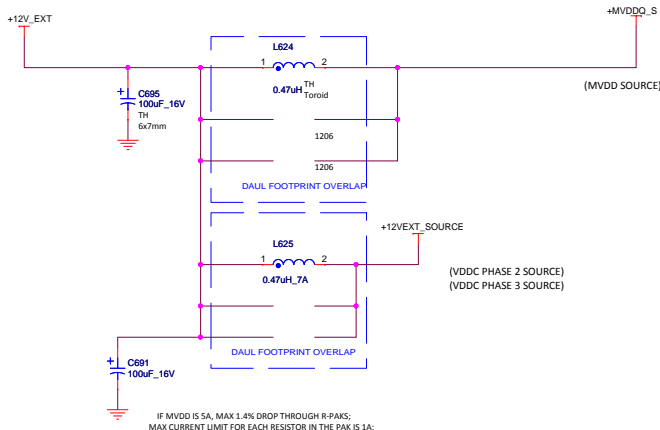 +12V_EXT
+MVDDQ_S
L624
1
2
0.47uH
TH
Toroid
(MVDD SOURCE)
+
C695
100uF_16V
TH
6x7mm
1206
1206
DAUL FOOTPRINT OVERLAP
+12VEXT_SOURCE
L625
1
2
0.47uH_7A
(VDDC PHASE 2 SOURCE)
(VDDC PHASE 3 SOURCE)
DAUL FOOTPRINT OVERLAP
+
C691
100uF_16V
IF MVDD IS 5A, MAX 1.4% DROP THROUGH R-PAKS;
MAX CURRENT LIMIT FOR EACH RESISTOR IN THE PAK IS 1A;